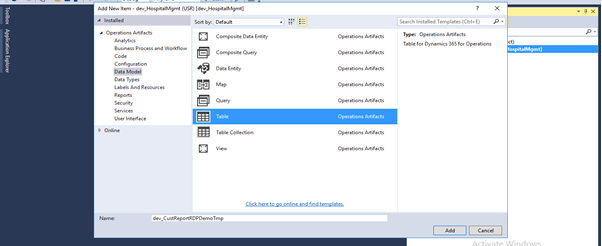 Add New Item - dev_HospitalMgmt (USR) [dev_HospitalMgmt]
Toolbox
Application Explorer
Installed
Sort by: Default
Search Installed Templates (Ctrl+E)
Operations Artifacts
Analytics
Business Process and Workflow
Code
Configuration
Data Model
Data Types
Labels And Resources
Reports
Security
Services
User Interface
Online
Composite Data Entity Operations Artifacts
Composite Query Operations Artifacts
Data Entity Operations Artifacts
Map Operations Artifacts
Query Operations Artifacts
Table Operations Artifacts
Table Collection Operations Artifacts
View Operations Artifacts
Type: Operations Artifacts
Table for Dynamics 365 for Operations
Click here to go online and find templates.
Name: dev_CustReportRDPDemoTmp
Add Cancel
HospitalMgmt]
Activate Windows